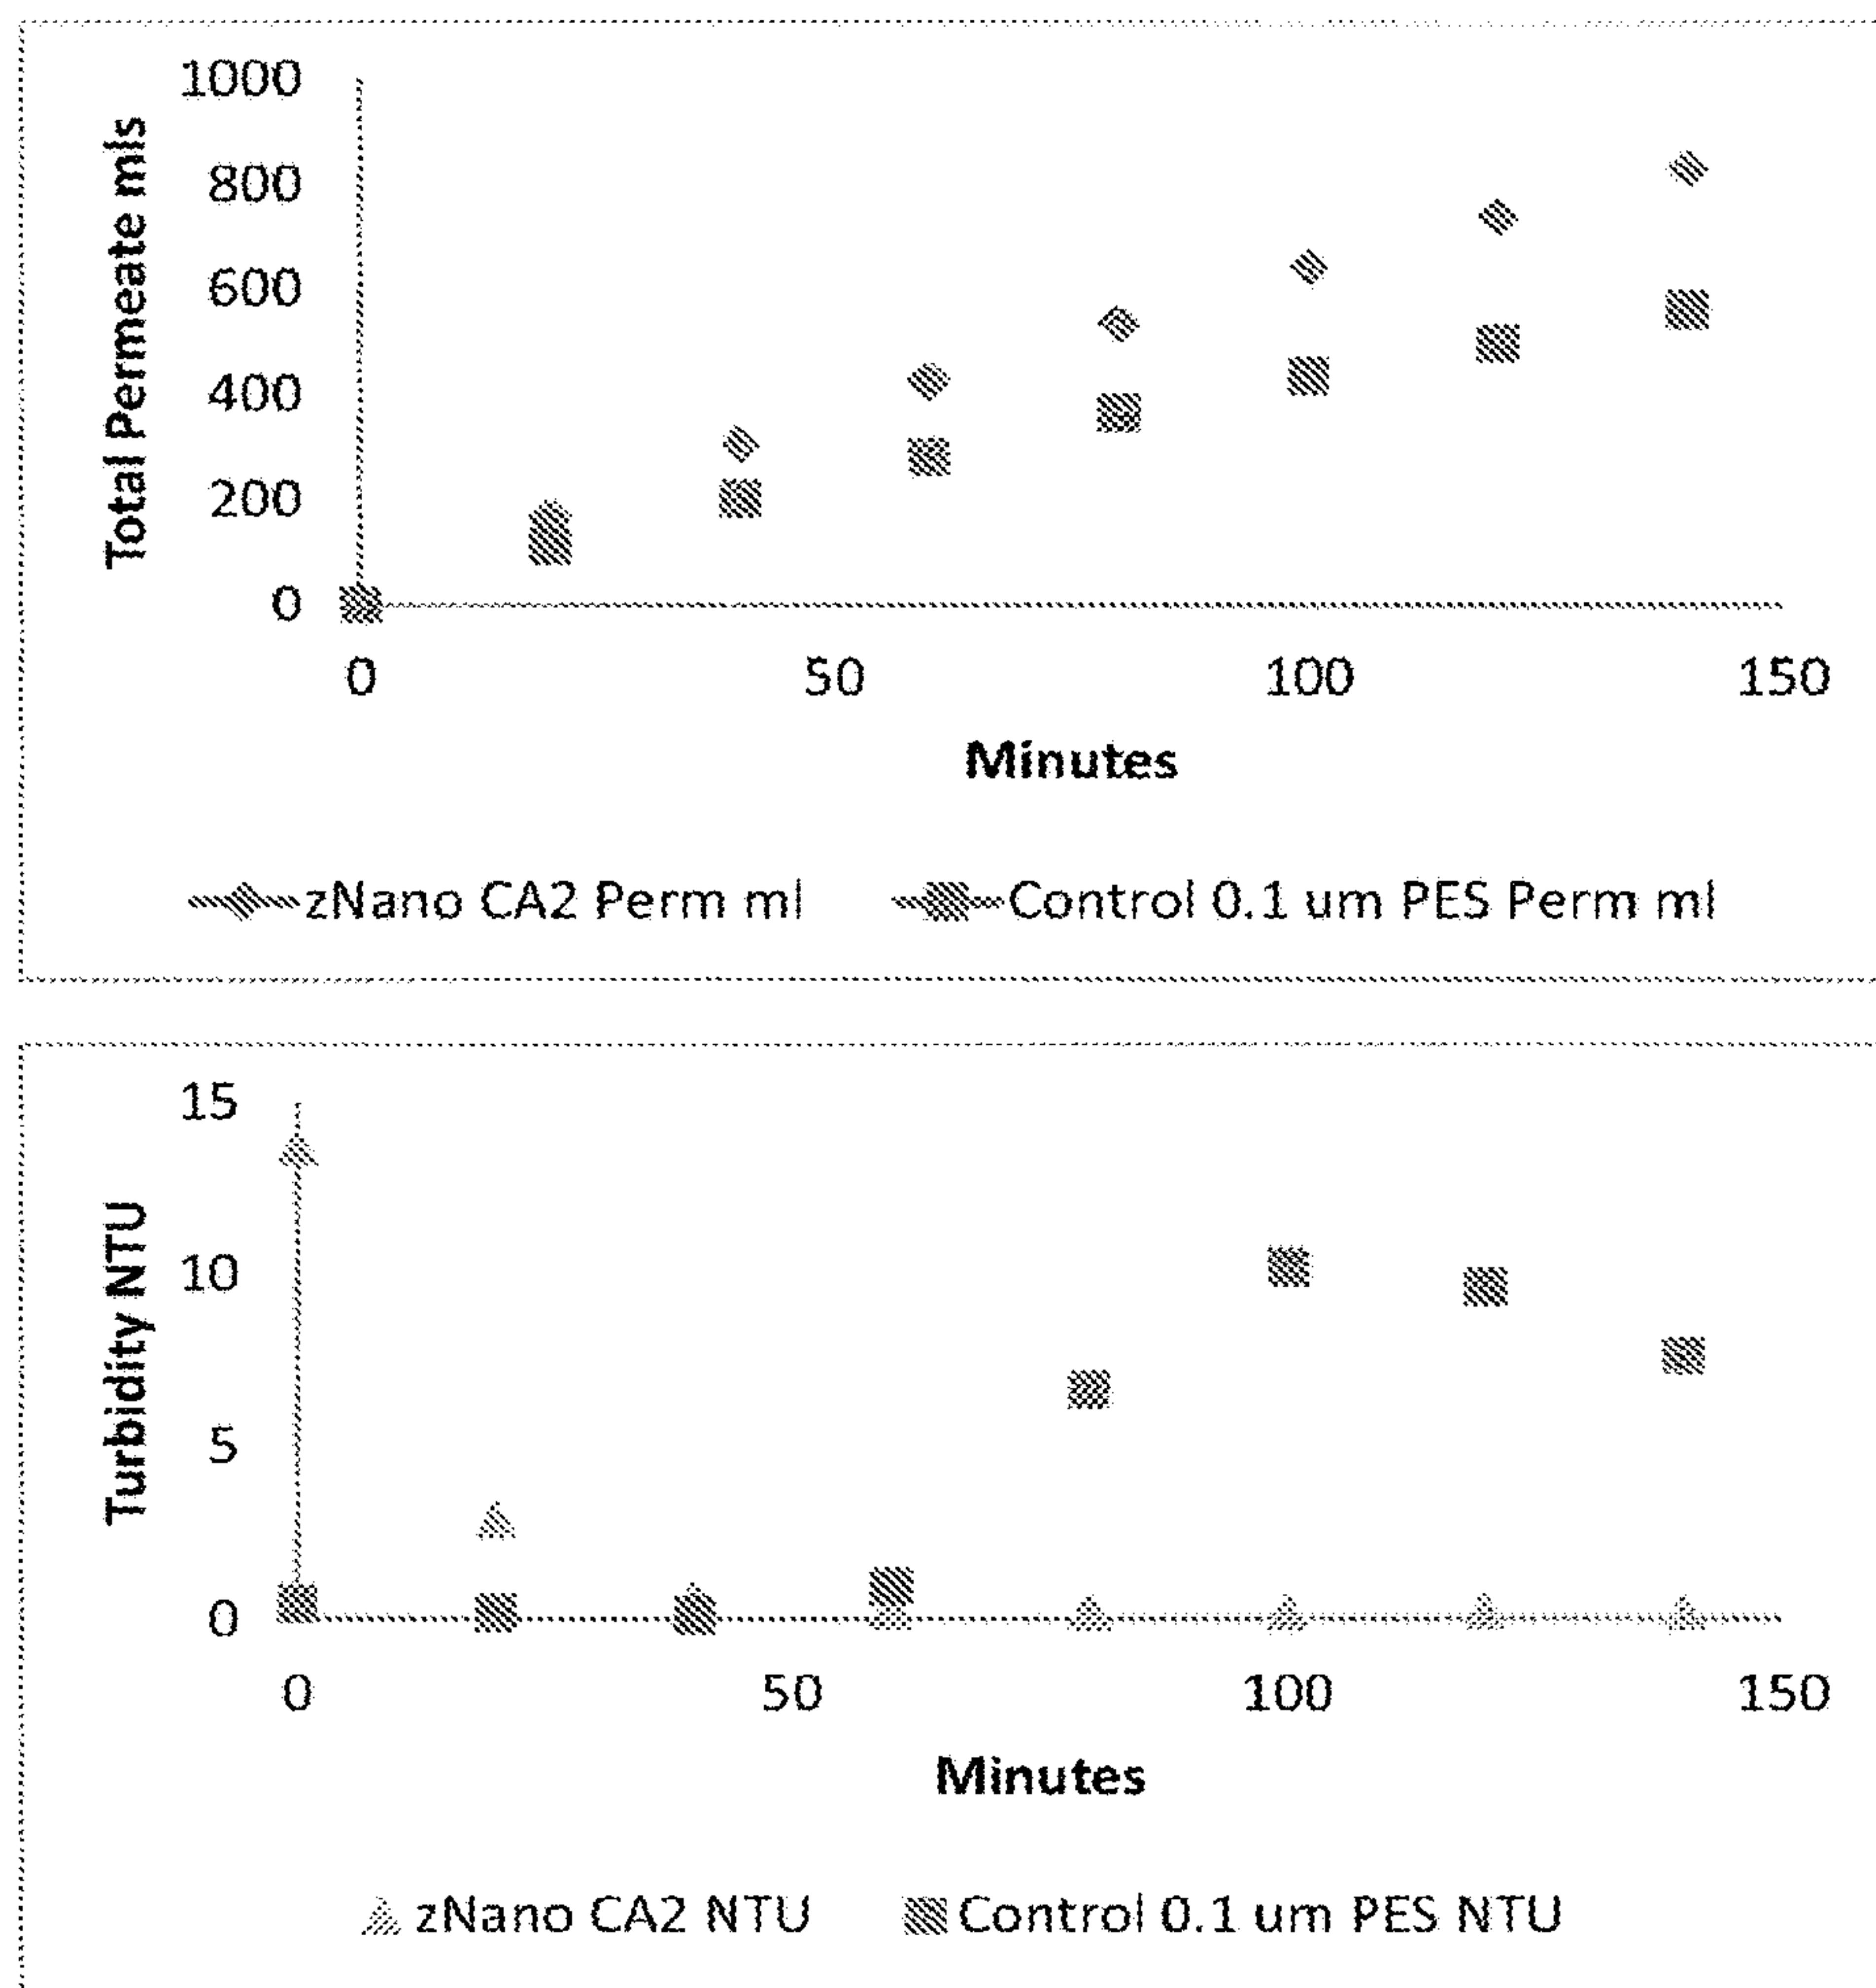 1000
800
600
400
200
0
Total Permeate mls
0 50 100 150
Minutes
zNano CA2 Perm ml Control 0.1 um PES Perm ml
15
10
5
0
Turbidity NTU
0 50 100 150
Minutes
zNano CA2 NTU Control 0.1 um PES NTU